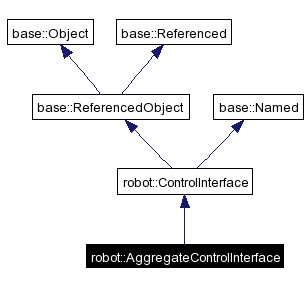 base::Object
base::Referenced
base::ReferencedObject
base::Named
robot::ControlInterface
robot::AggregateControlInterface